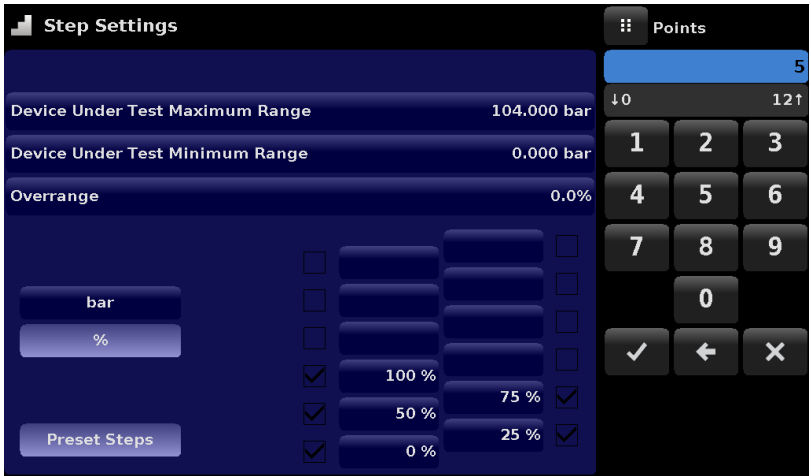 Step Settings
Points
5
↓0 12↑
Device Under Test Maximum Range 104.000 bar
Device Under Test Minimum Range 0.000 bar
Overrange 0.0%
bar
%
Preset Steps
100 %
75 %
50 %
25 %
0 %
1 2 3
4 5 6
7 8 9
0